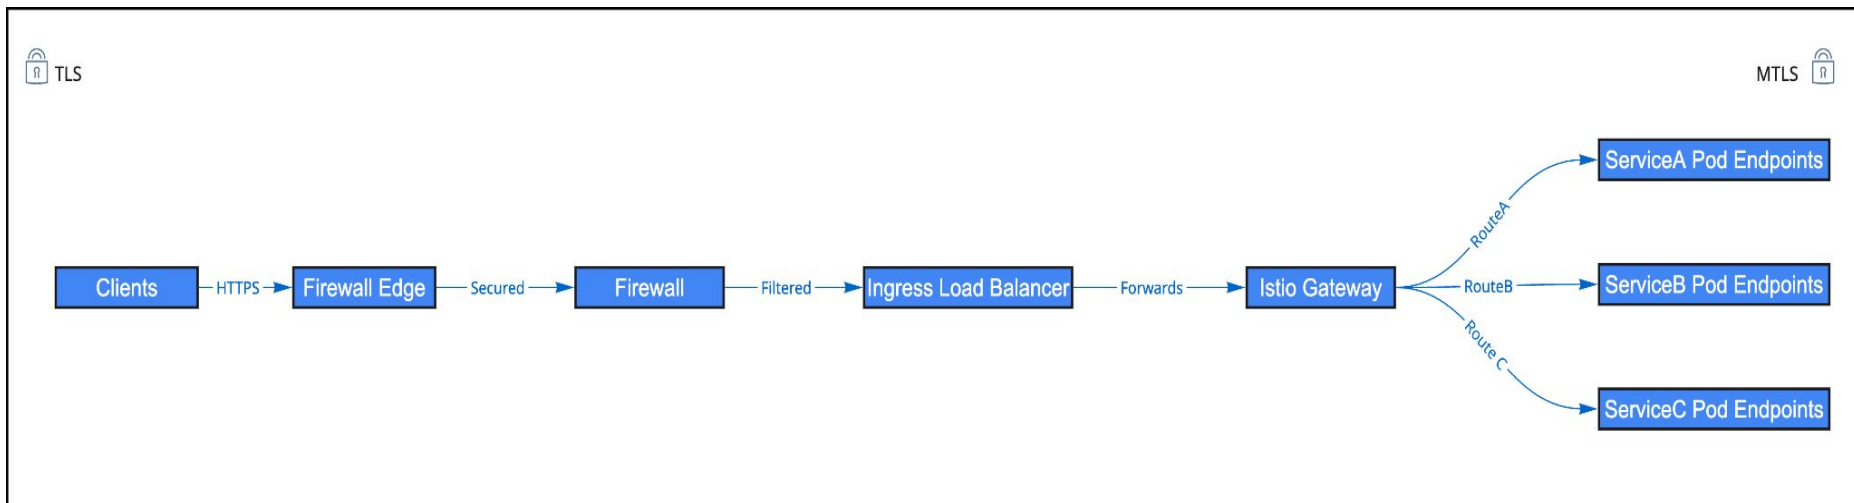 TLS
MTLS
Clients
HTTPS
Firewall Edge
Secured
Firewall
Filtered
Ingress Load Balancer
Forwards
Istio Gateway
RouteA
ServiceA Pod Endpoints
RouteB
ServiceB Pod Endpoints
Route C
ServiceC Pod Endpoints